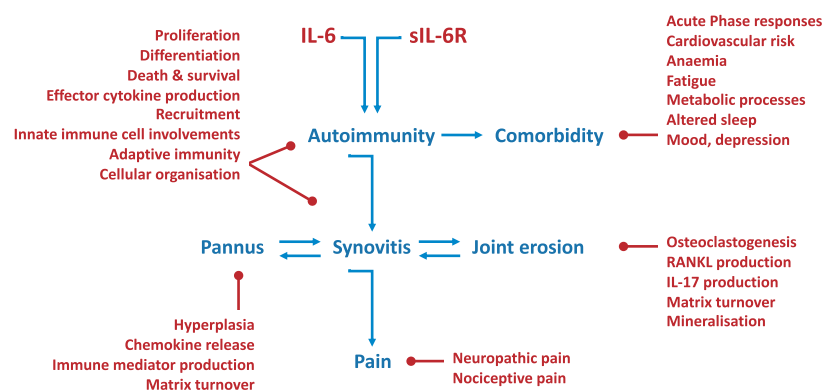 Proliferation
Differentiation
Death & survival
Effector cytokine production
Recruitment
Innate immune cell involvements
Adaptive immunity
Cellular organisation
IL-6
sIL-6R
Acute Phase responses
Cardiovascular risk
Anaemia
Fatigue
Metabolic processes
Altered sleep
Mood, depression
Autoimmunity
Comorbidity
Pannus
Synovitis
Joint erosion
Osteoclastogenesis
RANKL production
IL-17 production
Matrix turnover
Mineralisation
Hyperplasia
Chemokine release
Immune mediator production
Matrix turnover
Pain
Neuropathic pain
Nociceptive pain